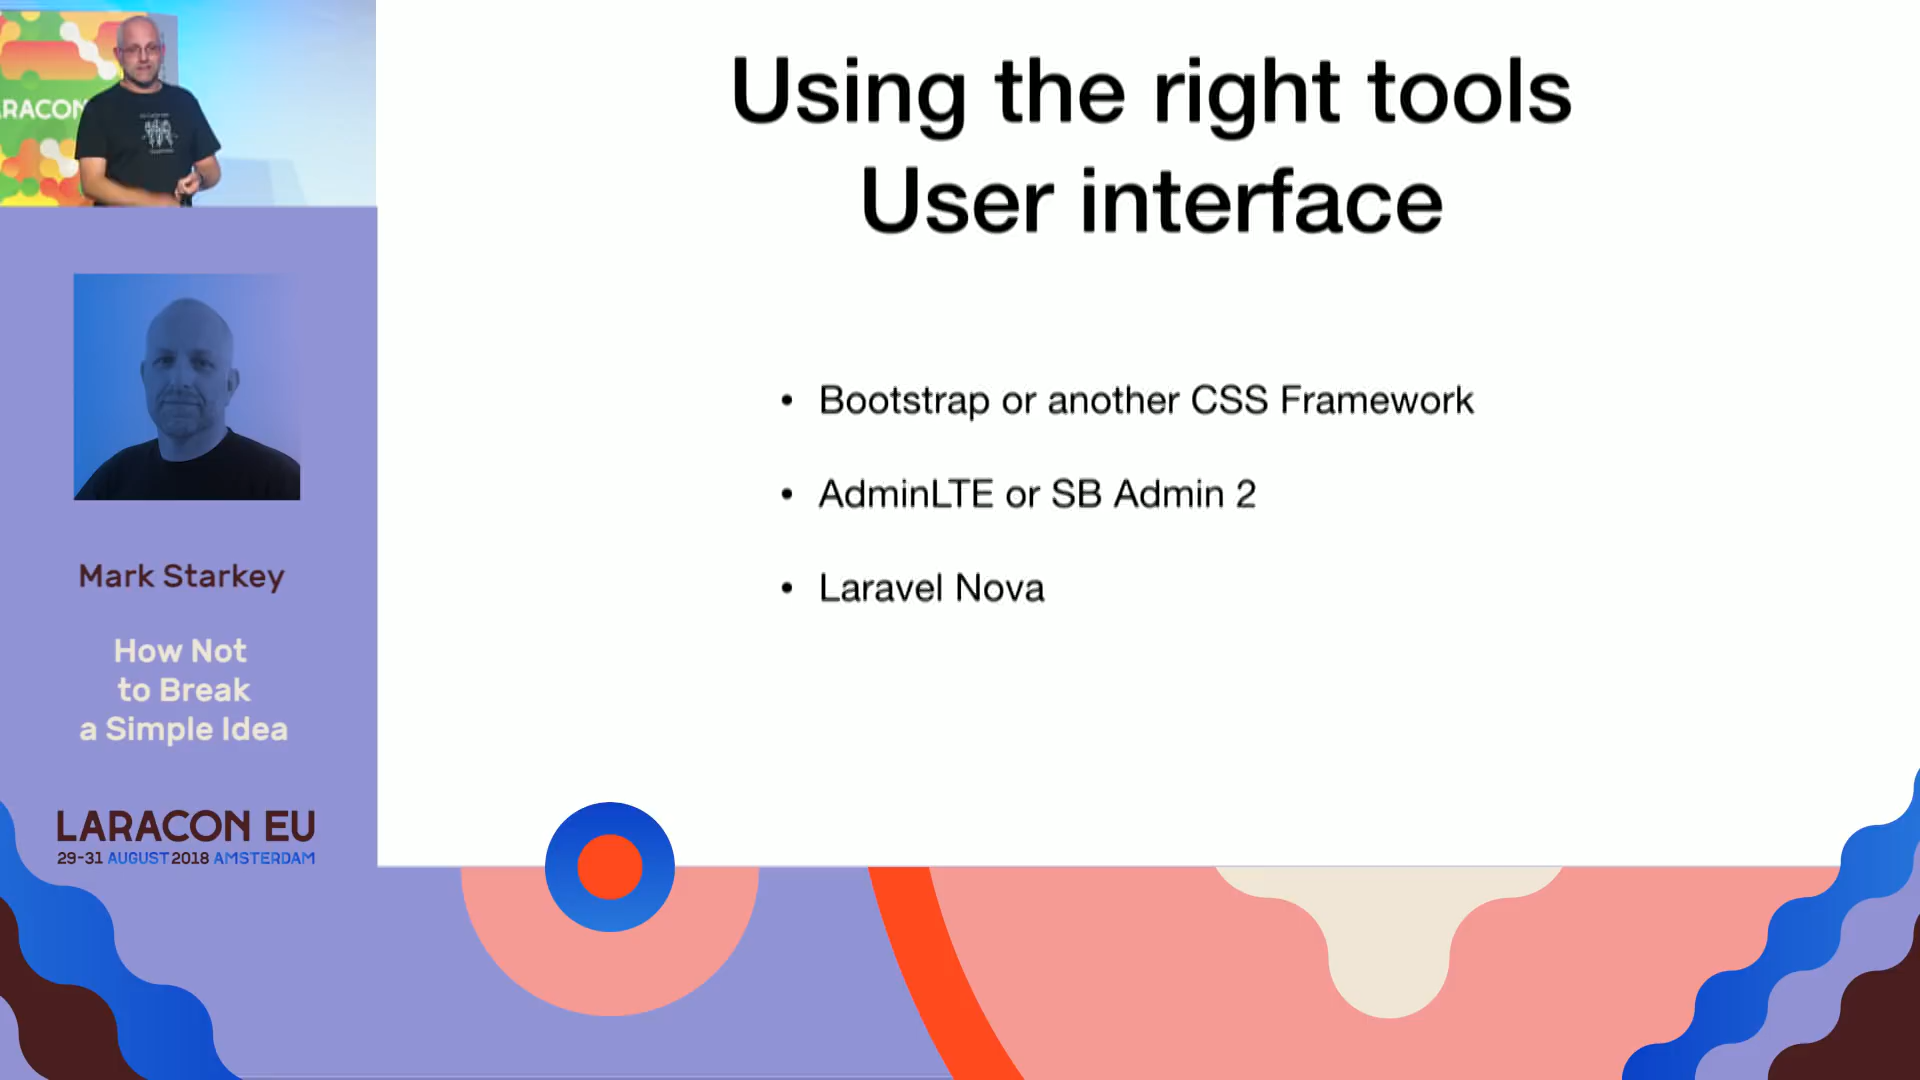 Using the right tools
User interface
• Bootstrap or another CSS Framework
• AdminLTE or SB Admin 2
• Laravel Nova
RACON
Mark Starkey
How Not
to Break
a Simple Idea
LARACON EU
29-31 AUGUST 2018 AMSTERDAM